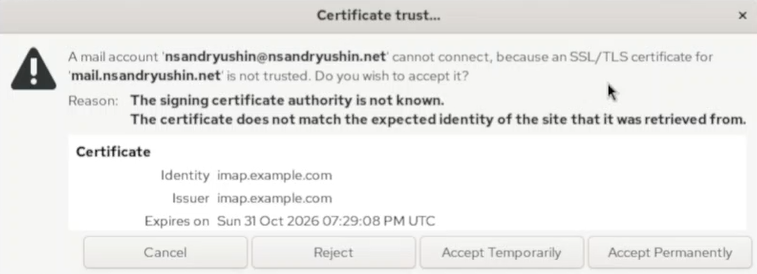 Certificate trust...
A mail account 'nsandryushin@nsandryushin.net' cannot connect, because an SSL/TLS certificate for
'mail.nsandryushin.net' is not trusted. Do you wish to accept it?
Reason: The signing certificate authority is not known.
The certificate does not match the expected identity of the site that it was retrieved from.
Certificate
Identity imap.example.com
Issuer imap.example.com
Expires on Sun 31 Oct 2026 07:29:08 PM UTC
Cancel Reject Accept Temporarily Accept Permanently